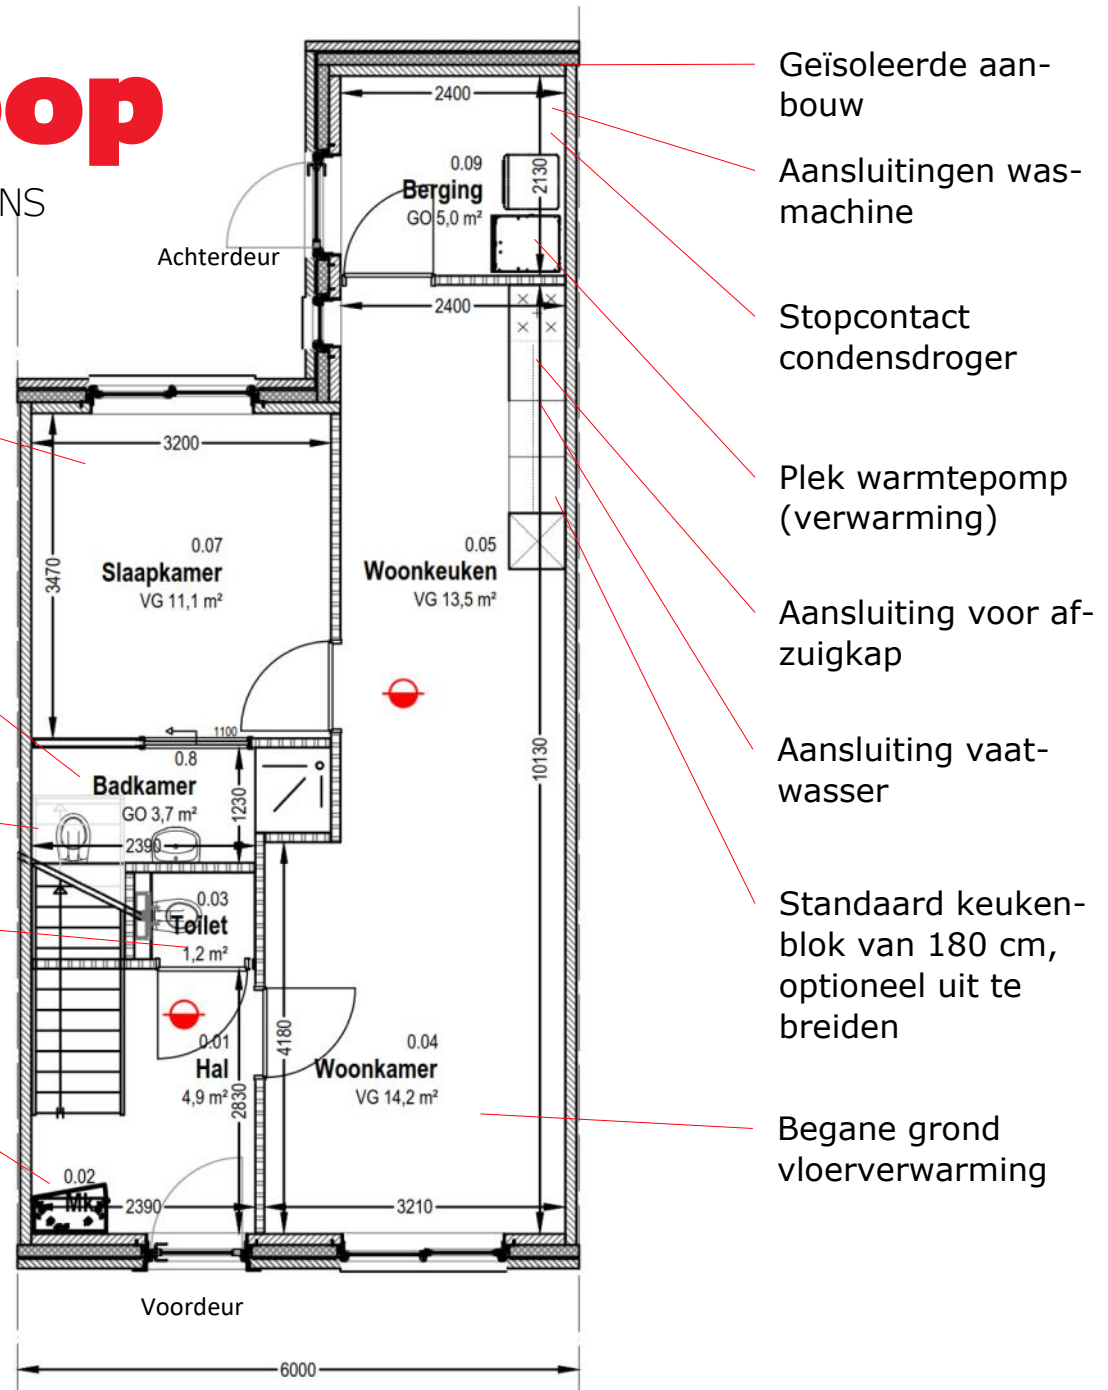 oop
NS
2400
0.09
Berging
GO 5,0 m²
2130
Achterdeur
2400
3200
0.07
Slaapkamer
VG 11,1 m²
3470
0.05
Woonkeuken
VG 13,5 m²
1100
0.8
Badkamer
GO 3,7 m²
1230
2390
10130
0.03
Toilet
1,2 m²
0.01
Hal
4,9 m²
2830
4180
0.04
Woonkamer
VG 14,2 m²
0.02
Mk
2390
3210
Voordeur
6000
Geïsoleerde aan-
bouw
Aansluitingen was-
machine
Stopcontact
condensdroger
Plek warmtepomp
(verwarming)
Aansluiting voor af-
zuigkap
Aansluiting vaat-
wasser
Standaard keuken-
blok van 180 cm,
optioneel uit te
breiden
Begane grond
vloerverwarming